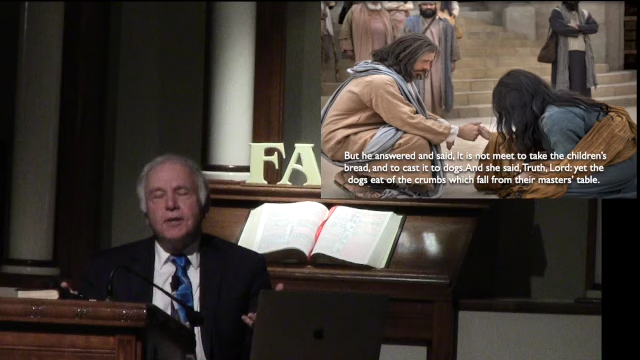 But he answered and said, It is not meet to take the children's
bread, and to cast it to dogs. And she said, Truth, Lord: yet the
dogs eat of the crumbs which fall from their masters' table.
FA